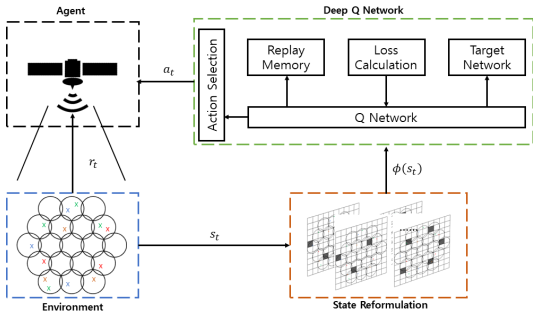 Agent
Deep Q Network
Action Selection
Replay
Memory
Loss
Calculation
Target
Network
Q Network
a_t
r_t
ϕ(s_t)
s_t
x x
x x x
x x x
x x
x x x
x x
........
Environment
State Reformulation